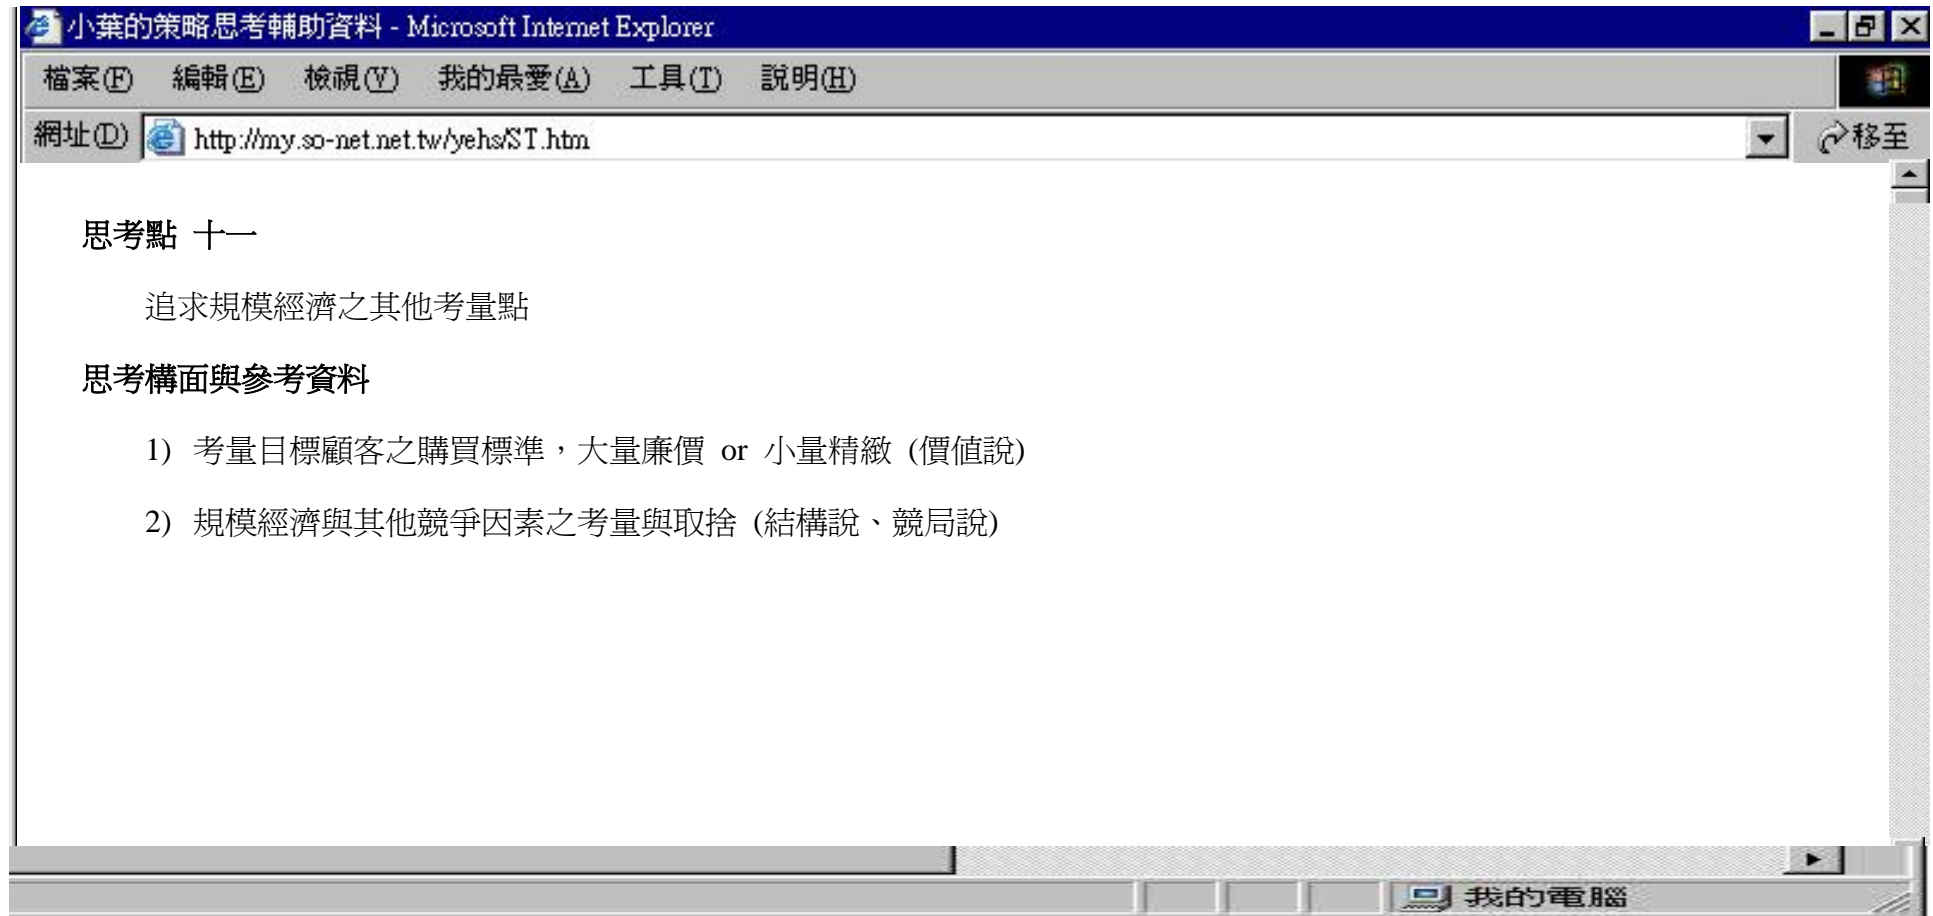 小葉的策略思考輔助資料 - Microsoft Internet Explorer
檔案(F) 編輯(E) 檢視(V) 我的最愛(A) 工具(T) 說明(H)
網址(D) http://my.so-net.net.tw/yehs/ST.htm 移至
思考點 十一
追求規模經濟之其他考量點
思考構面與參考資料
1) 考量目標顧客之購買標準，大量廉價 or 小量精緻 (價值說)
2) 規模經濟與其他競爭因素之考量與取捨 (結構說、競局說)
我的電腦